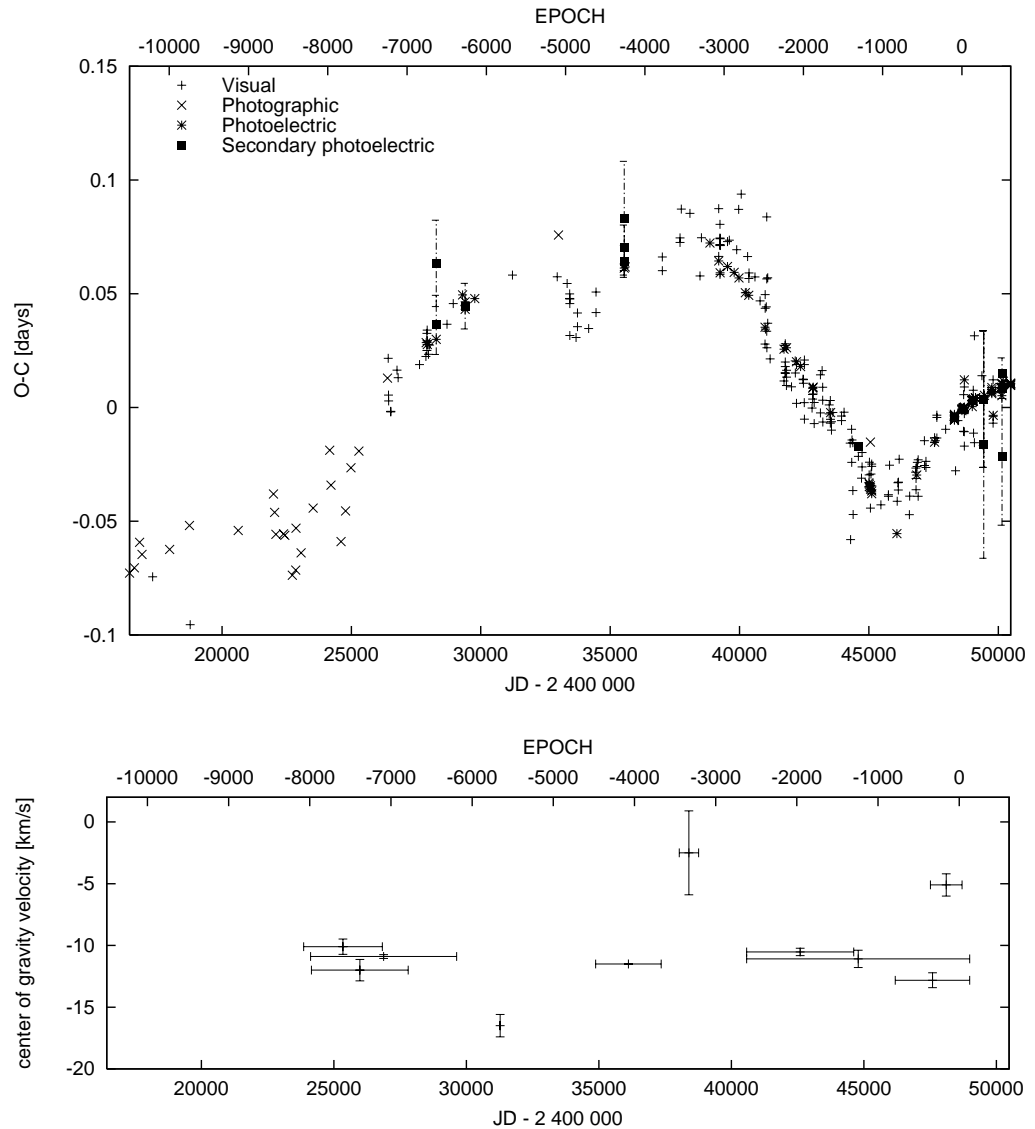 EPOCH
-10000 -9000 -8000 -7000 -6000 -5000 -4000 -3000 -2000 -1000 0
0.15
0.1
0.05
0
-0.05
-0.1
O-C [days]
Visual
Photographic
Photoelectric
Secondary photoelectric
20000 25000 30000 35000 40000 45000 50000
JD - 2 400 000
EPOCH
-10000 -9000 -8000 -7000 -6000 -5000 -4000 -3000 -2000 -1000 0
0
-5
-10
-15
-20
center of gravity velocity [km/s]
20000 25000 30000 35000 40000 45000 50000
JD - 2 400 000